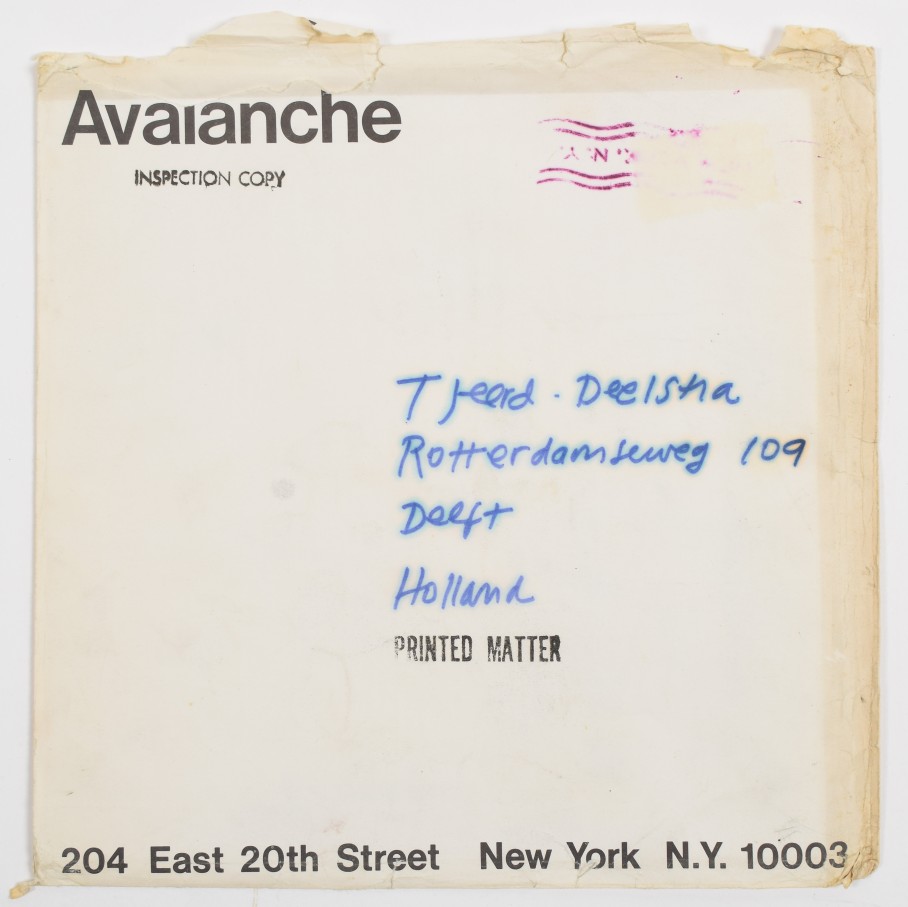 Avalanche
INSPECTION COPY
Tjeerd. Deelstra
Rotterdamseweg 109
Delft
Holland
PRINTED MATTER
204 East 20th Street New York N.Y. 10003